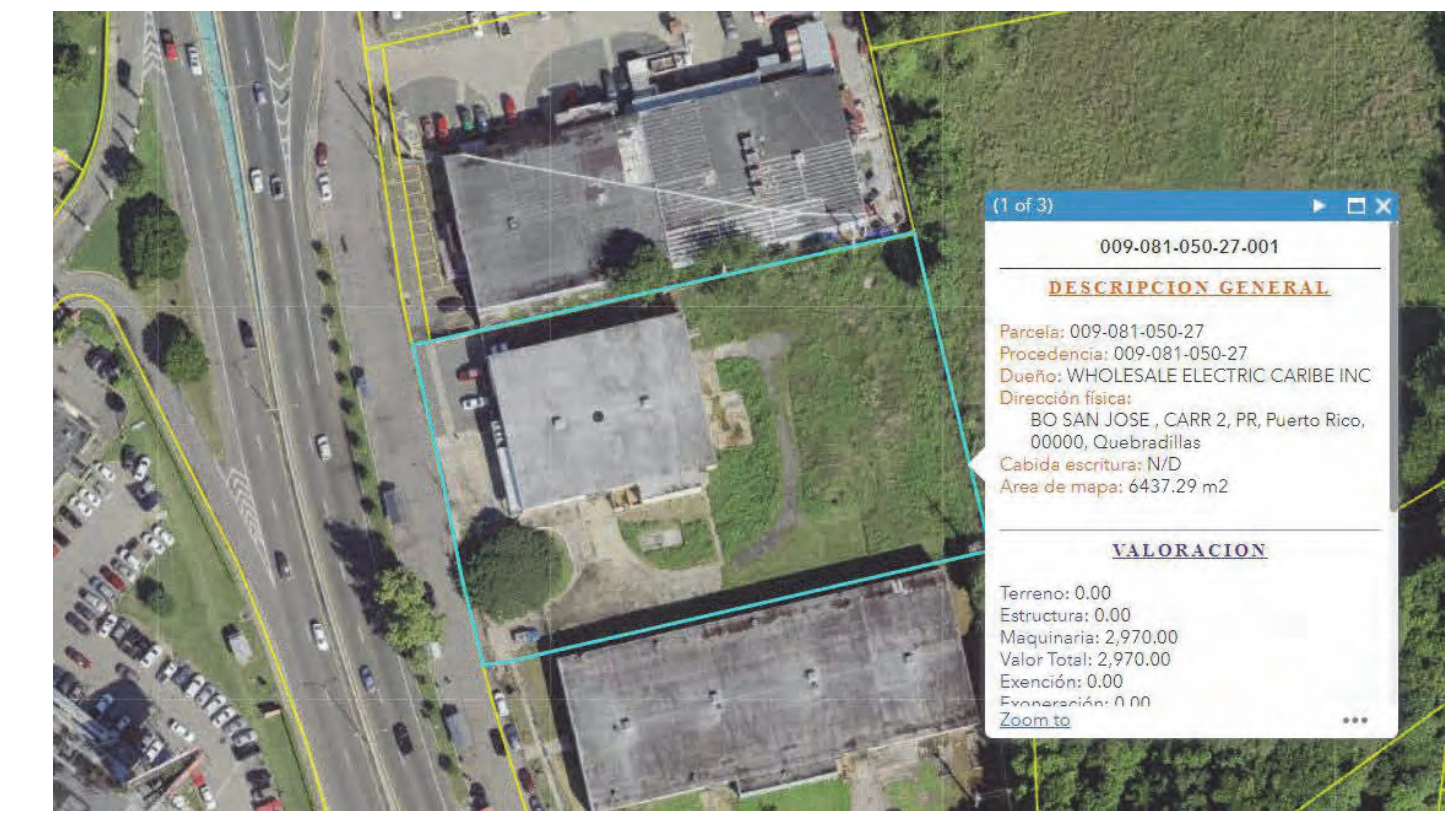 (1 of 3)
009-081-050-27-001
DESCRIPCION GENERAL
Parcela: 009-081-050-27
Procedencia: 009-081-050-27
Dueño: WHOLESALE ELECTRIC CARIBE INC
Dirección física:
BO SAN JOSE , CARR 2, PR, Puerto Rico,
00000, Quebradillas
Cabida escritura: N/D
Area de mapa: 6437.29 m2
VALORACION
Terreno: 0.00
Estructura: 0.00
Maquinaria: 2,970.00
Valor Total: 2,970.00
Exención: 0.00
Exoneración: 0.00
Zoom to